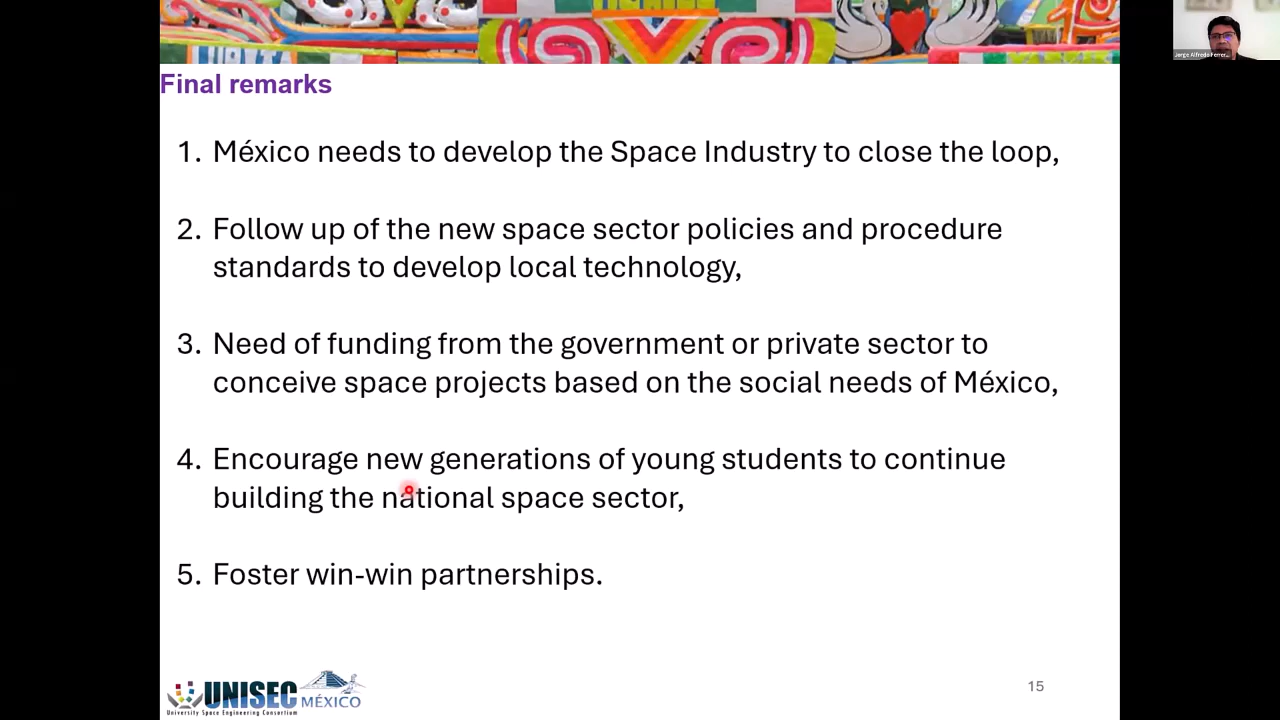 Jorge Alfredo Ferrer...
Final remarks
1. México needs to develop the Space Industry to close the loop,
2. Follow up of the new space sector policies and procedure
standards to develop local technology,
3. Need of funding from the government or private sector to
conceive space projects based on the social needs of México,
4. Encourage new generations of young students to continue
building the national space sector,
5. Foster win-win partnerships.
UNISEC
MÉXICO
University Space Engineering Consortium
15